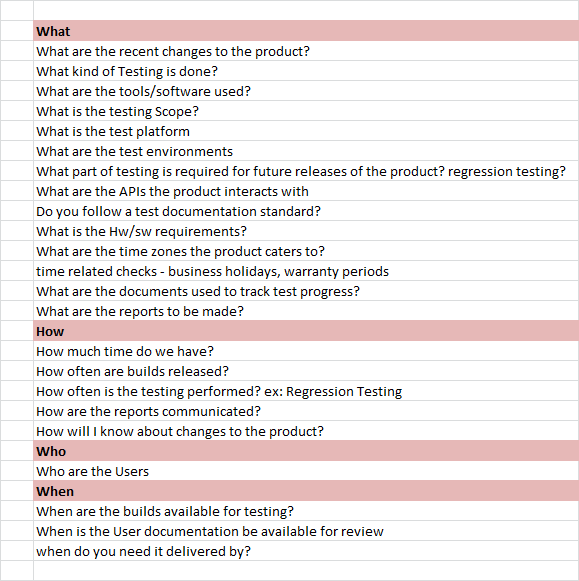 What
What are the recent changes to the product?
What kind of Testing is done?
What are the tools/software used?
What is the testing Scope?
What is the test platform
What are the test environments
What part of testing is required for future releases of the product? regression testing?
What are the APIs the product interacts with
Do you follow a test documentation standard?
What is the Hw/sw requirements?
What are the time zones the product caters to?
time related checks - business holidays, warranty periods
What are the documents used to track test progress?
What are the reports to be made?
How
How much time do we have?
How often are builds released?
How often is the testing performed? ex: Regression Testing
How are the reports communicated?
How will I know about changes to the product?
Who
Who are the Users
When
When are the builds available for testing?
When is the User documentation be available for review
when do you need it delivered by?